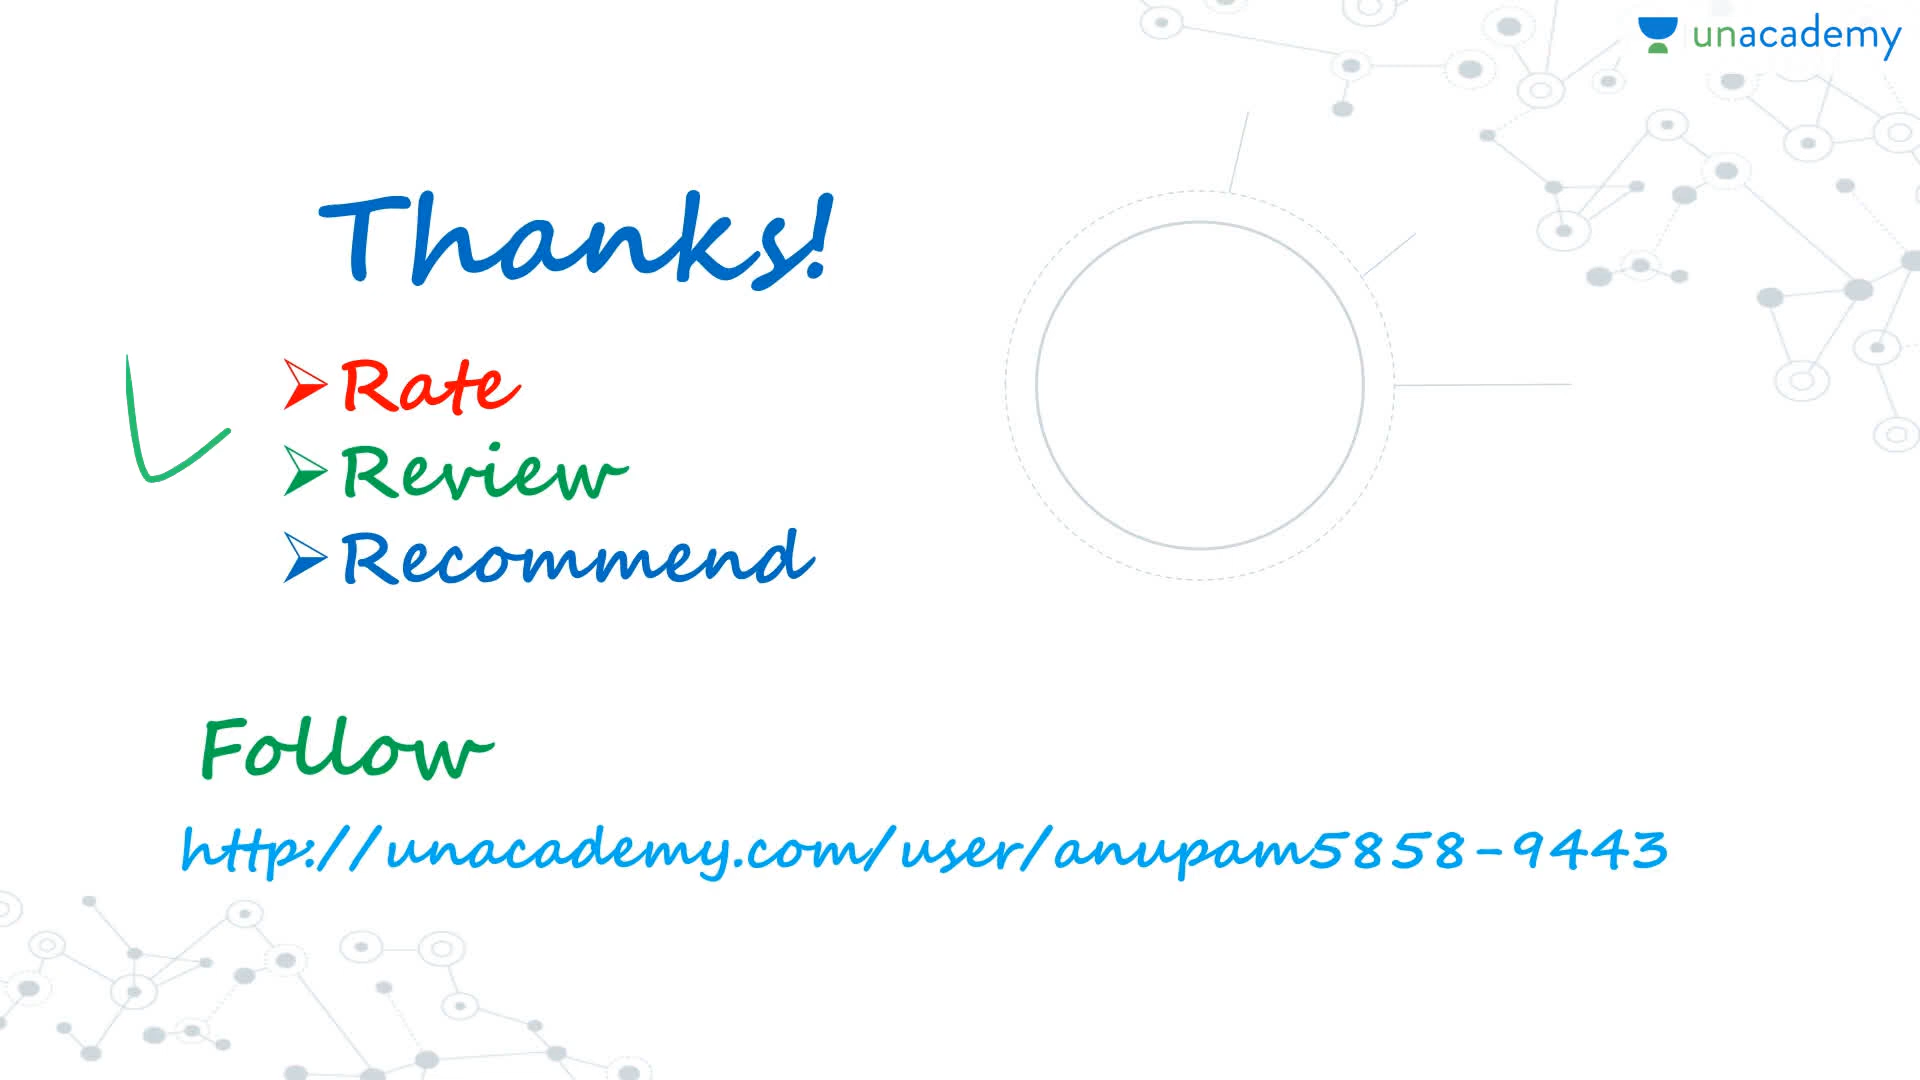 unacademy
Thanks!
Rate
Review
Recommend
Follow
http://unacademy.com/user/anupam5858-9443